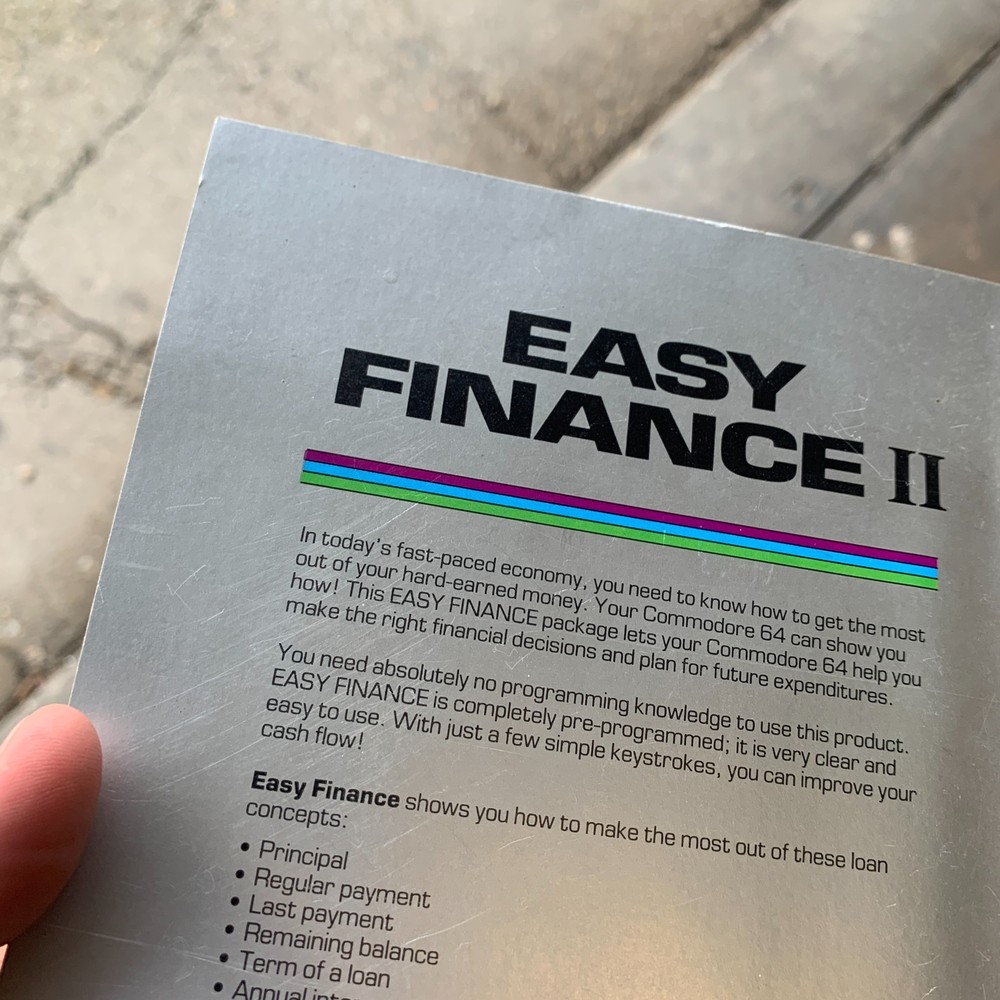 EASY
FINANCE II
In today's fast-paced economy, you need to know how to get the most
out of your hard-earned money. Your Commodore 64 can show you
how! This EASY FINANCE package lets your Commodore 64 help you
make the right financial decisions and plan for future expenditures.
You need absolutely no programming knowledge to use this product.
EASY FINANCE is completely pre-programmed; it is very clear and
easy to use. With just a few simple keystrokes, you can improve your
cash flow!
Easy Finance shows you how to make the most out of these loan
concepts:
• Principal
• Regular payment
• Last payment
• Remaining balance
• Term of a loan
• Annual